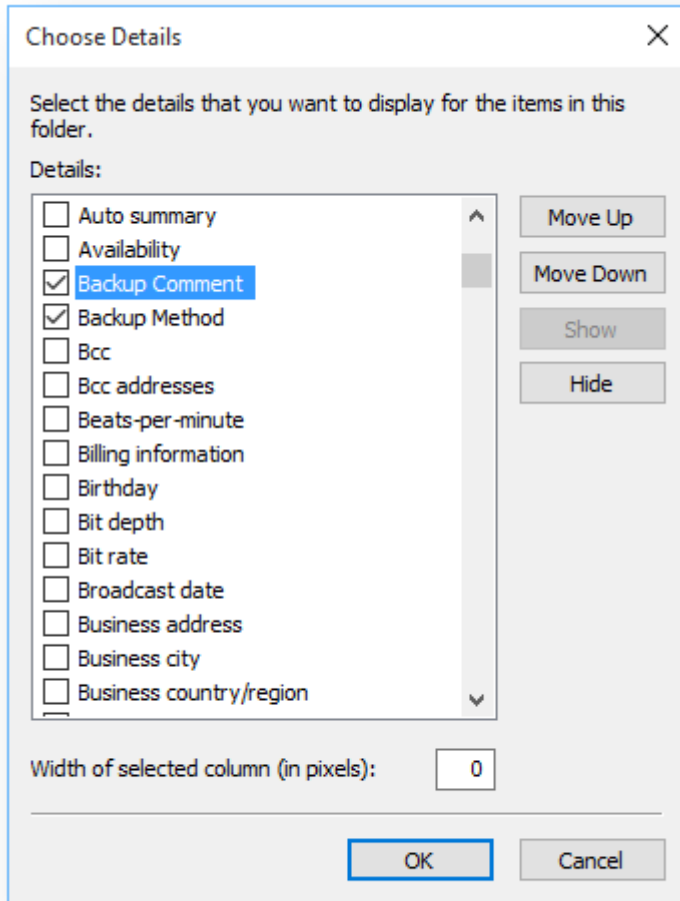 Choose Details
Select the details that you want to display for the items in this
folder.
Details:
Auto summary
Availability
Backup Comment
Backup Method
Bcc
Bcc addresses
Beats-per-minute
Billing information
Birthday
Bit depth
Bit rate
Broadcast date
Business address
Business city
Business country/region
Move Up
Move Down
Show
Hide
Width of selected column (in pixels):
0
OK
Cancel